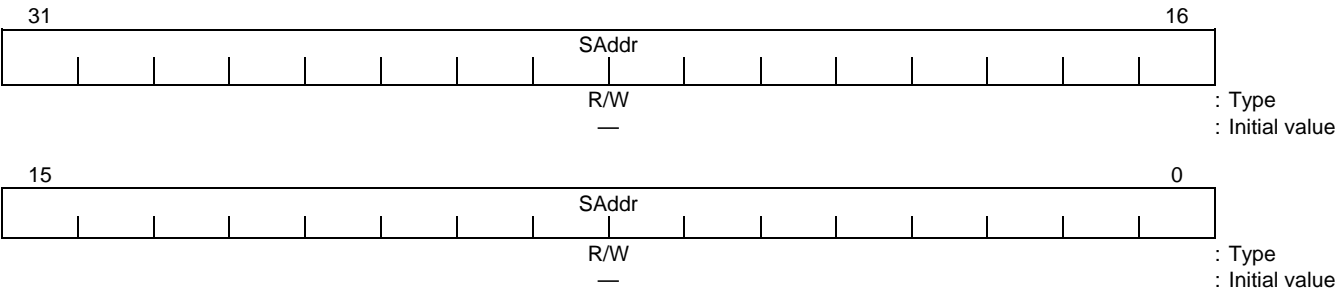 31 16
SAddr
R/W : Type
— : Initial value
15 0
SAddr
R/W : Type
— : Initial value